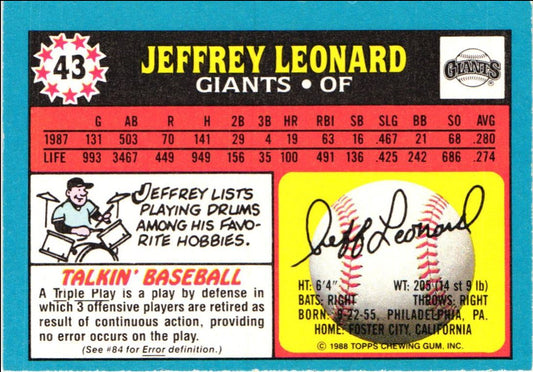 43
JEFFREY LEONARD
GIANTS • OF
GIANTS ®
G AB R H 2B 3B HR RBI SB SLG BB SO AVG
1987 131 503 70 141 29 4 19 63 16 .467 21 68 .280
LIFE 993 3467 449 949 156 35 100 491 136 .425 242 686 .274
JEFFREY LISTS
PLAYING DRUMS
AMONG HIS FAVO-
RITE HOBBIES.
TALKIN' BASEBALL
A Triple Play is a play by defense in
which 3 offensive players are retired as
result of continuous action, providing
no error occurs on the play.
(See #84 for Error definition.)
Jeff Leonard
HT: 6'4" WT: 205 (14 st 9 lb)
BATS: RIGHT THROWS: RIGHT
BORN: 9-22-55, PHILADELPHIA, PA.
HOME: FOSTER CITY, CALIFORNIA
© 1988 TOPPS CHEWING GUM, INC.